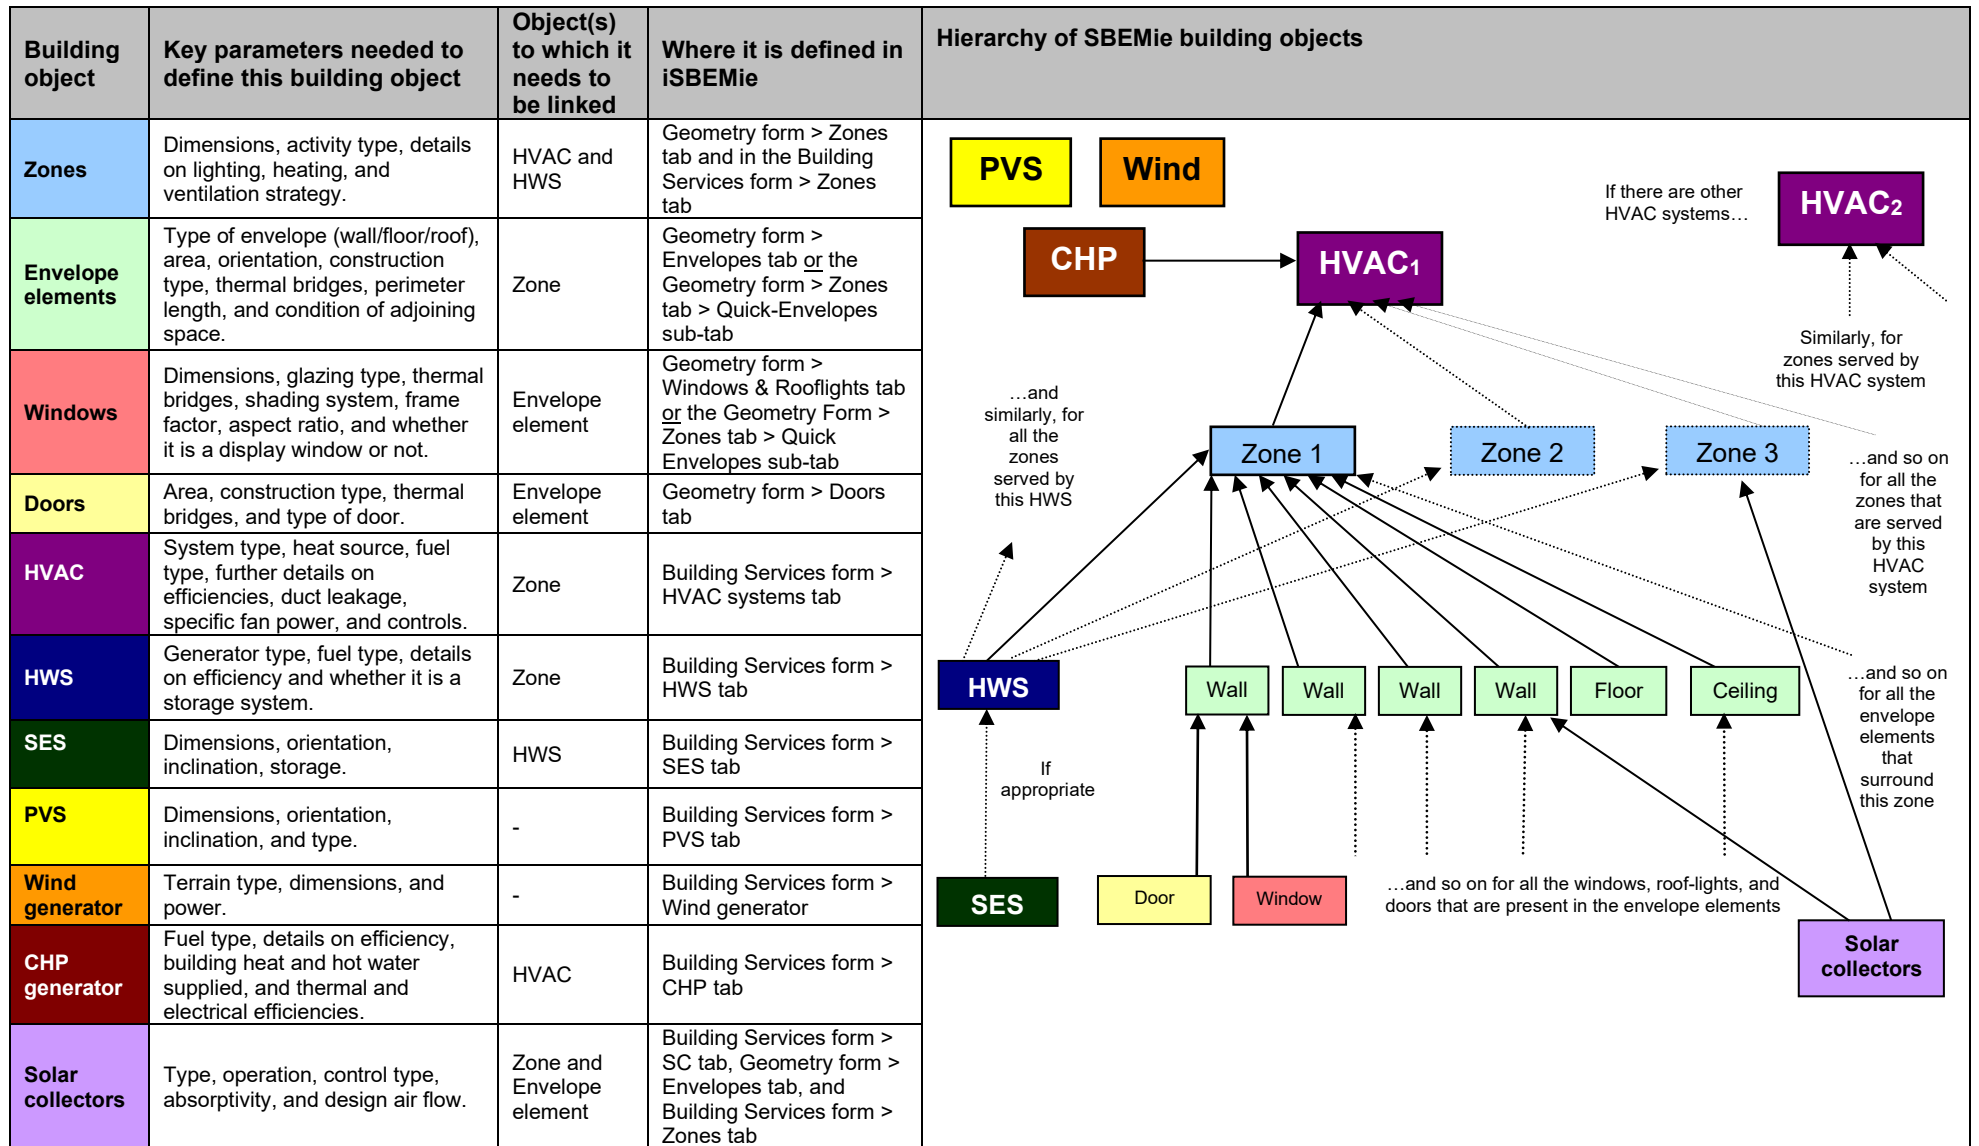 Building
object
Key parameters needed to
define this building object
Object(s)
to which it
needs to
be linked
Where it is defined in
iSBEMie
Hierarchy of SBEMie building objects
Zones
Dimensions, activity type, details
on lighting, heating, and
ventilation strategy.
HVAC and
HWS
Geometry form > Zones
tab and in the Building
Services form > Zones
tab
Envelope
elements
Type of envelope (wall/floor/roof),
area, orientation, construction
type, thermal bridges, perimeter
length, and condition of adjoining
space.
Zone
Geometry form >
Envelopes tab or the
Geometry form > Zones
tab > Quick-Envelopes
sub-tab
Windows
Dimensions, glazing type, thermal
bridges, shading system, frame
factor, aspect ratio, and whether
it is a display window or not.
Envelope
element
Geometry form >
Windows & Rooflights tab
or the Geometry Form >
Zones tab > Quick
Envelopes sub-tab
Doors
Area, construction type, thermal
bridges, and type of door.
Envelope
element
Geometry form > Doors
tab
HVAC
System type, heat source, fuel
type, further details on
efficiencies, duct leakage,
specific fan power, and controls.
Zone
Building Services form >
HVAC systems tab
HWS
Generator type, fuel type, details
on efficiency and whether it is a
storage system.
Zone
Building Services form >
HWS tab
SES
Dimensions, orientation,
inclination, storage.
HWS
Building Services form >
SES tab
PVS
Dimensions, orientation,
inclination, and type.
-
Building Services form >
PVS tab
Wind
generator
Terrain type, dimensions, and
power.
-
Building Services form >
Wind generator
CHP
generator
Fuel type, details on efficiency,
building heat and hot water
supplied, and thermal and
electrical efficiencies.
HVAC
Building Services form >
CHP tab
Solar
collectors
Type, operation, control type,
absorptivity, and design air flow.
Zone and
Envelope
element
Building Services form >
SC tab, Geometry form >
Envelopes tab, and
Building Services form >
Zones tab
PVS
Wind
If there are other
HVAC systems…
HVAC2
CHP
HVAC1
Similarly, for
zones served by
this HVAC system
…and
similarly, for
all the
zones
served by
this HWS
Zone 1
Zone 2
Zone 3
…and so on
for all the
zones that
are served
by this
HVAC
system
HWS
Wall
Wall
Wall
Wall
Floor
Ceiling
…and so on
for all the
envelope
elements
that
surround
this zone
If
appropriate
SES
Door
Window
…and so on for all the windows, roof-lights, and
doors that are present in the envelope elements
Solar
collectors